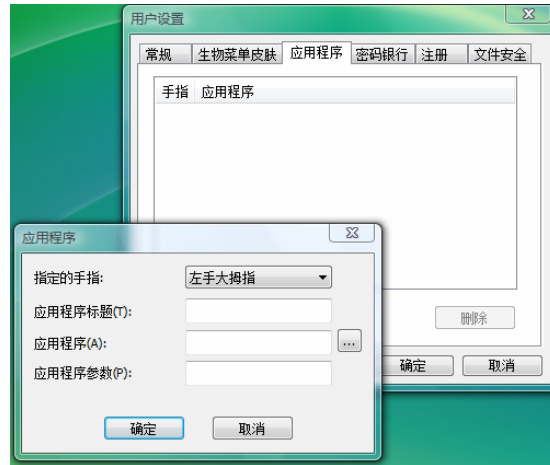 用户设置
常规 生物菜单皮肤 应用程序 密码银行 注册 文件安全
手指 应用程序
删除
确定 取消
应用程序
指定的手指: 左手大拇指
应用程序标题(T):
应用程序(A): ...
应用程序参数(P):
确定 取消